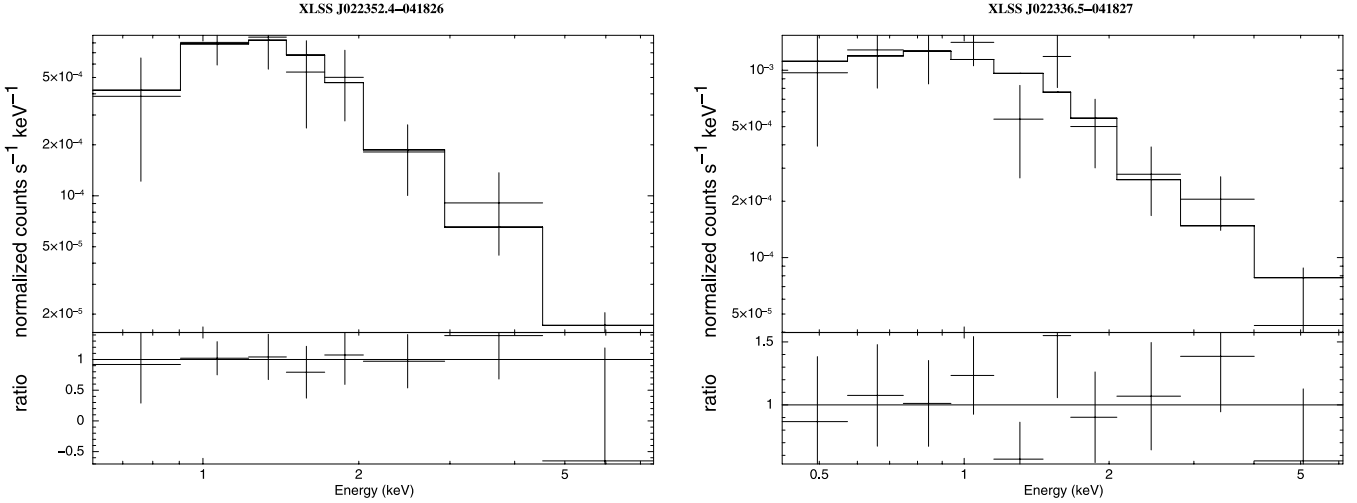 XLSS J022352.4−041826
normalized counts s⁻¹ keV⁻¹
5×10⁻⁴
2×10⁻⁴
10⁻⁴
5×10⁻⁵
2×10⁻⁵
ratio
1
0.5
0
−0.5
1
2
5
Energy (keV)
XLSS J022336.5−041827
normalized counts s⁻¹ keV⁻¹
10⁻³
5×10⁻⁴
2×10⁻⁴
10⁻⁴
5×10⁻⁵
ratio
1.5
1
0.5
1
2
5
Energy (keV)